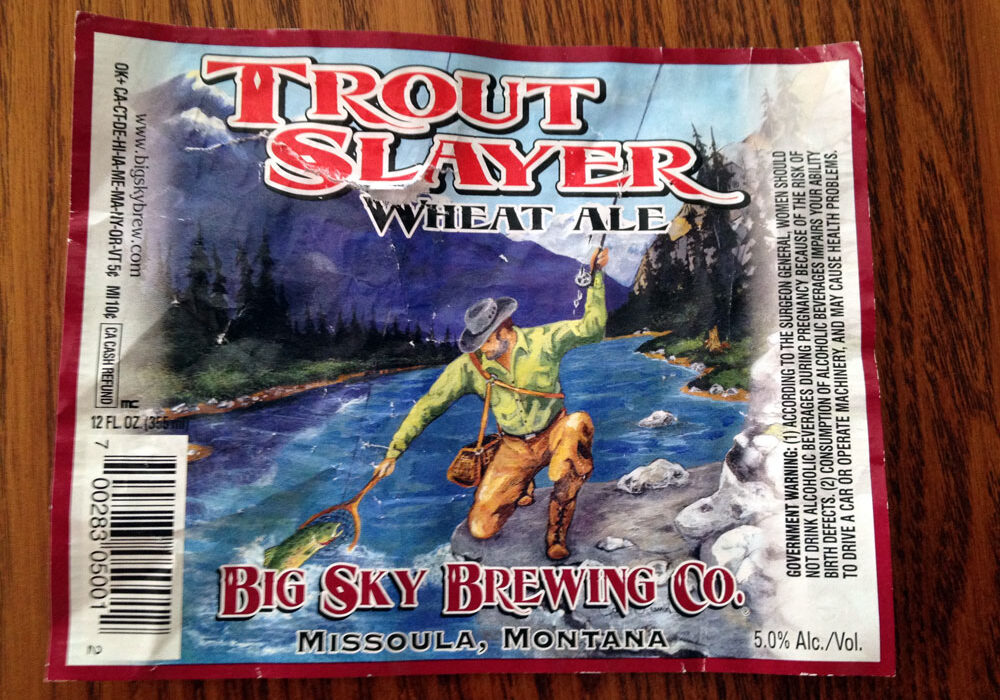 TROUT
SLAYER
WHEAT ALE
www.bigskybrew.com
OK+ CA-CT-DE-HI-IA-ME-MA-NY-OR-VT 5¢ MI 10¢
CA CASH REFUND
mc
12 FL. OZ. (355 ml)
7 00283 05001 2
BIG SKY BREWING CO.
MISSOULA, MONTANA
5.0% Alc./Vol.
GOVERNMENT WARNING: (1) ACCORDING TO THE SURGEON GENERAL, WOMEN SHOULD
NOT DRINK ALCOHOLIC BEVERAGES DURING PREGNANCY BECAUSE OF THE RISK OF
BIRTH DEFECTS. (2) CONSUMPTION OF ALCOHOLIC BEVERAGES IMPAIRS YOUR ABILITY
TO DRIVE A CAR OR OPERATE MACHINERY, AND MAY CAUSE HEALTH PROBLEMS.